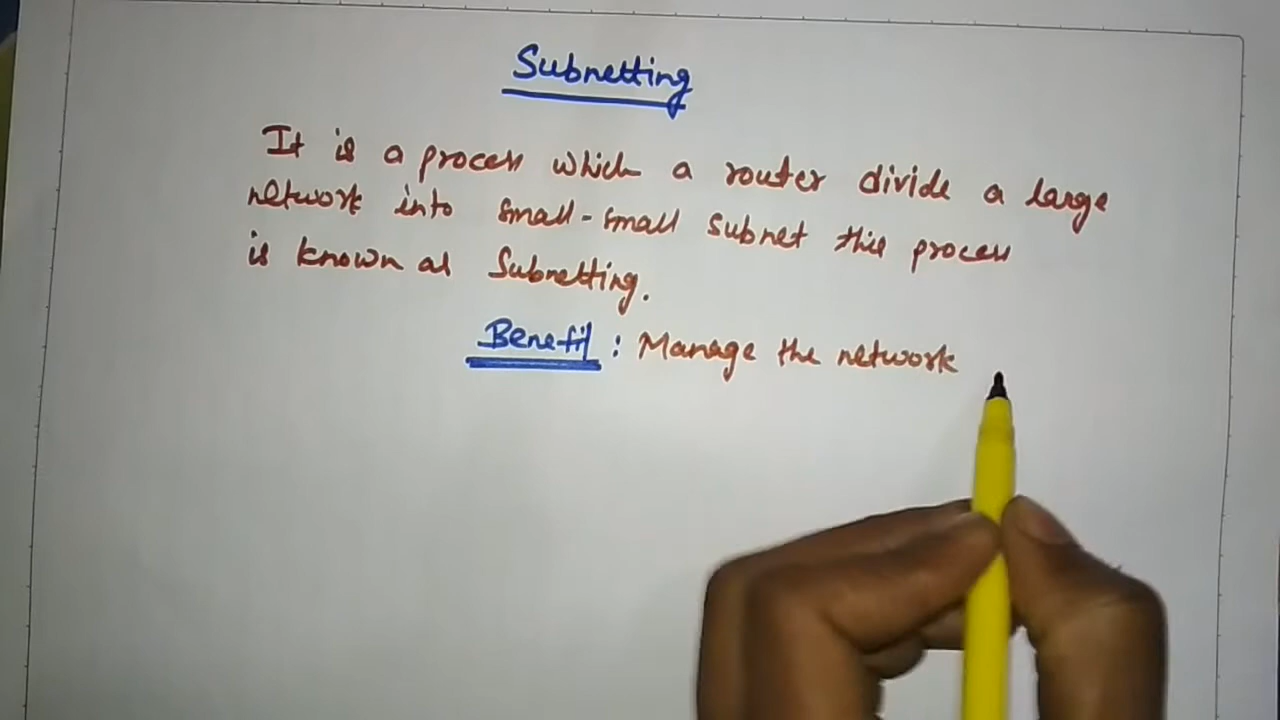 Subnetting
It is a process which a router divide a large
network into small-small subnet this process
is known as Subnetting.
Benefit : Manage the network